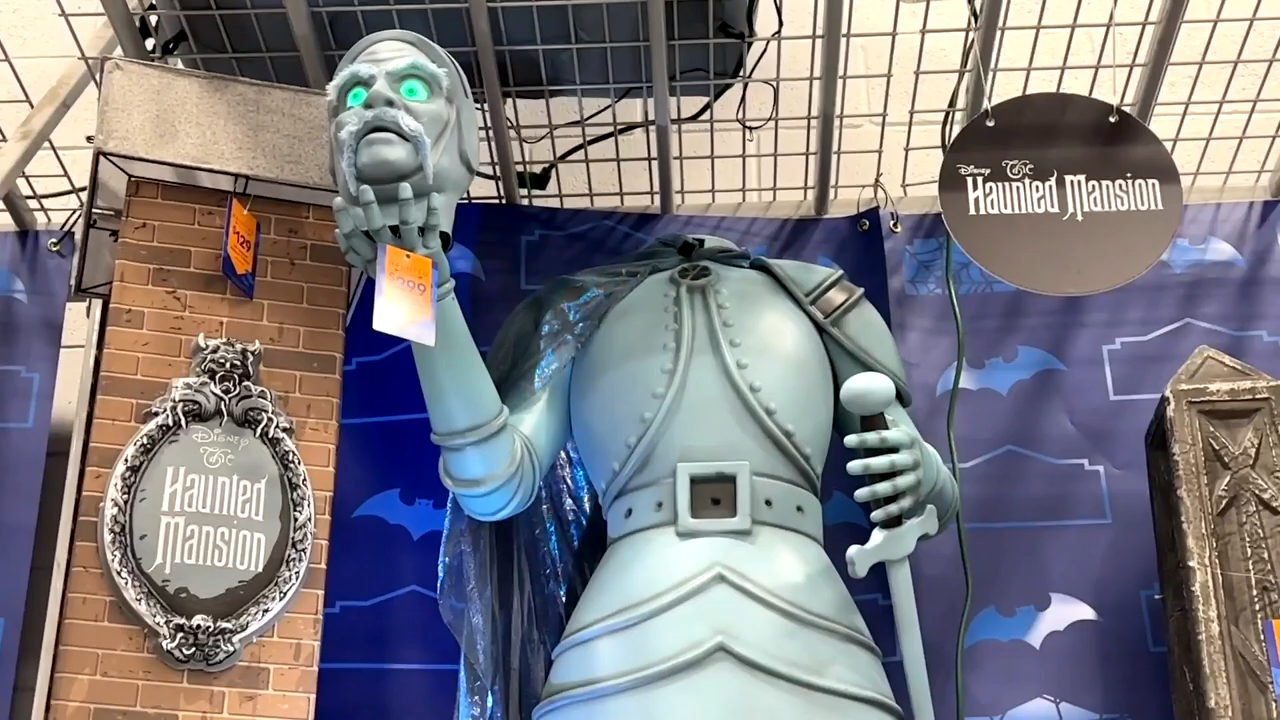 $129
$299
Disney
The
Haunted Mansion
Disney
The
Haunted
Mansion